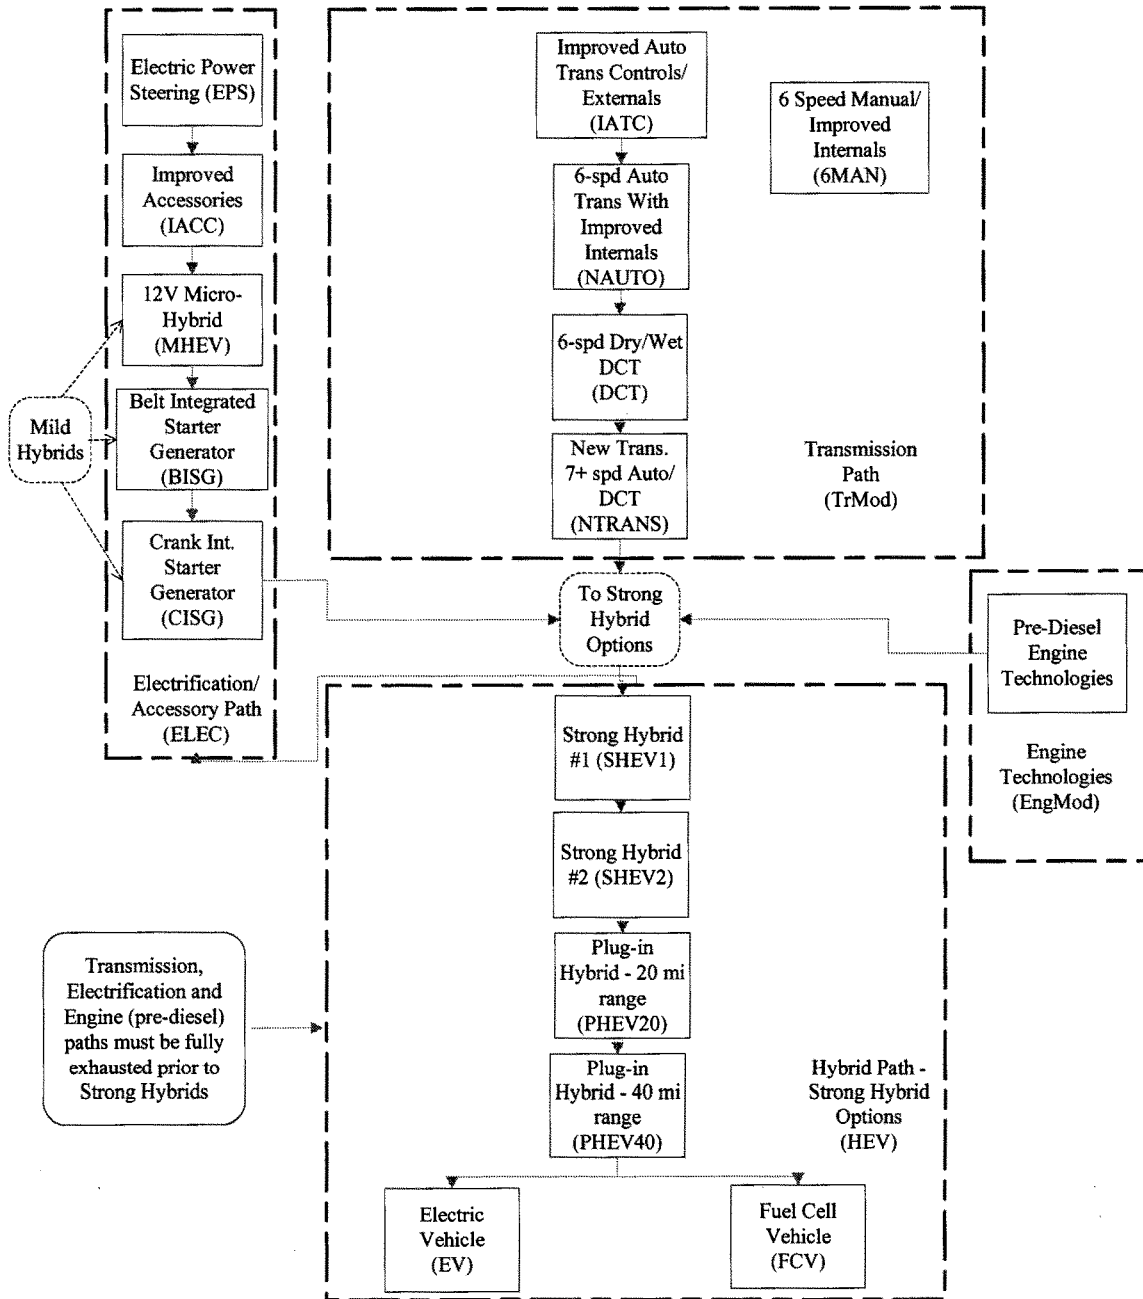 Electric Power
Steering (EPS)
Improved
Accessories
(IACC)
12V Micro-
Hybrid
(MHEV)
Belt Integrated
Starter
Generator
(BISG)
Crank Int.
Starter
Generator
(CISG)
Mild
Hybrids
Electrification/
Accessory Path
(ELEC)
Improved Auto
Trans Controls/
Externals
(IATC)
6-spd Auto
Trans With
Improved
Internals
(NAUTO)
6-spd Dry/Wet
DCT
(DCT)
New Trans.
7+ spd Auto/
DCT
(NTRANS)
6 Speed Manual/
Improved
Internals
(6MAN)
Transmission
Path
(TrMod)
To Strong
Hybrid
Options
Pre-Diesel
Engine
Technologies
Engine
Technologies
(EngMod)
Strong Hybrid
#1 (SHEV1)
Strong Hybrid
#2 (SHEV2)
Plug-in
Hybrid - 20 mi
range
(PHEV20)
Plug-in
Hybrid - 40 mi
range
(PHEV40)
Electric
Vehicle
(EV)
Fuel Cell
Vehicle
(FCV)
Hybrid Path -
Strong Hybrid
Options
(HEV)
Transmission,
Electrification and
Engine (pre-diesel)
paths must be fully
exhausted prior to
Strong Hybrids